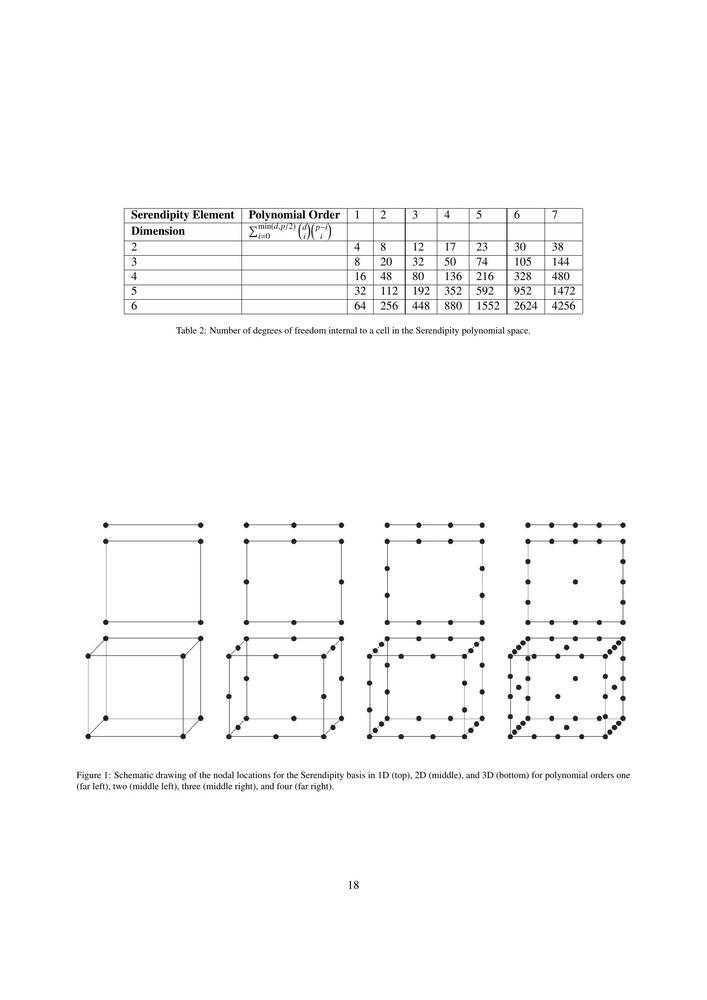 Serendipity Element Polynomial Order 1 2 3 4 5 6 7
Dimension ∑_{i=0}^{min(d,p/2)} (d i)(p−i i)
2 4 8 12 17 23 30 38
3 8 20 32 50 74 105 144
4 16 48 80 136 216 328 480
5 32 112 192 352 592 952 1472
6 64 256 448 880 1552 2624 4256
Table 2: Number of degrees of freedom internal to a cell in the Serendipity polynomial space.
Figure 1: Schematic drawing of the nodal locations for the Serendipity basis in 1D (top), 2D (middle), and 3D (bottom) for polynomial orders one
(far left), two (middle left), three (middle right), and four (far right).
18